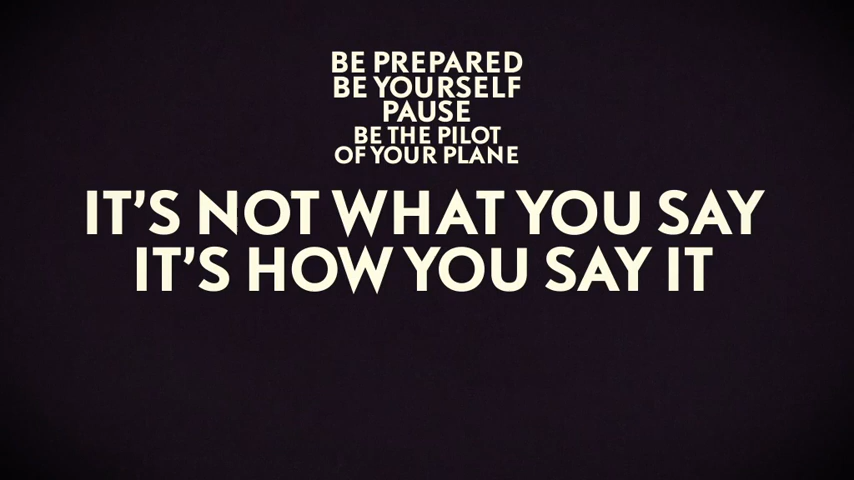 BE PREPARED
BE YOURSELF
PAUSE
BE THE PILOT
OF YOUR PLANE
IT'S NOT WHAT YOU SAY
IT'S HOW YOU SAY IT